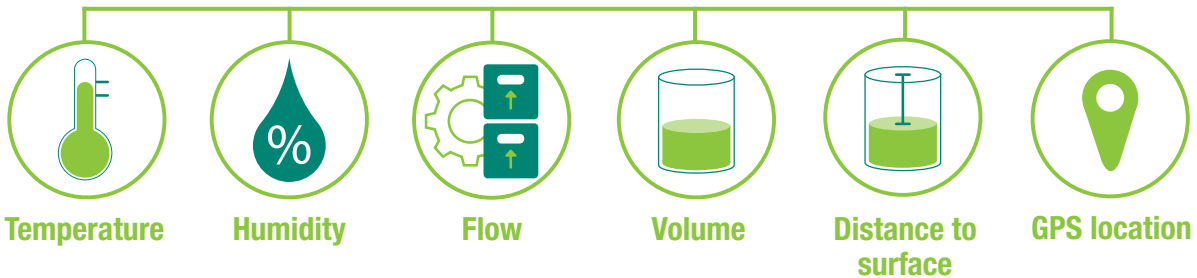 %
Temperature
Humidity
Flow
Volume
Distance to
surface
GPS location